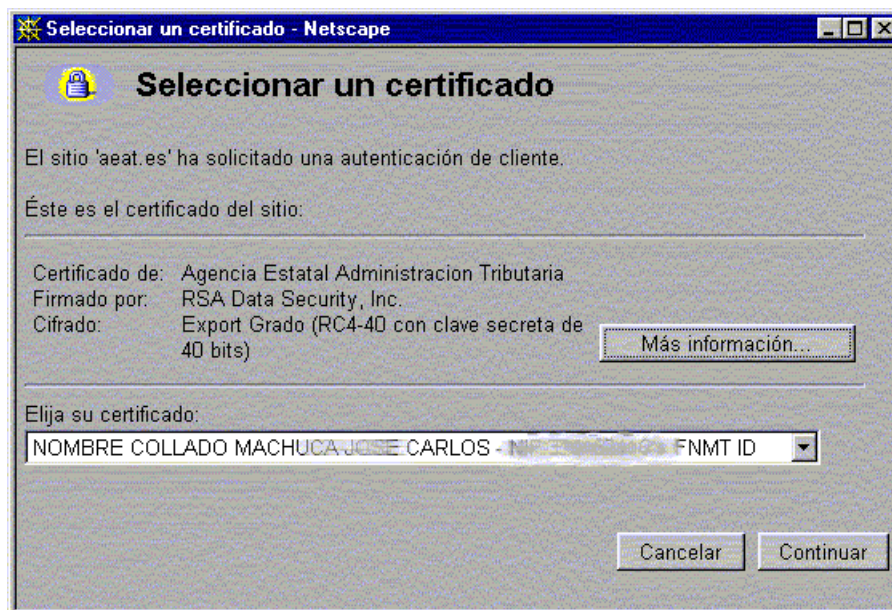 Seleccionar un certificado - Netscape
Seleccionar un certificado
El sitio 'aeat.es' ha solicitado una autenticación de cliente.
Éste es el certificado del sitio:
Certificado de: Agencia Estatal Administracion Tributaria
Firmado por: RSA Data Security, Inc.
Cifrado: Export Grado (RC4-40 con clave secreta de
40 bits)
Más información...
Elija su certificado:
NOMBRE COLLADO MACHUCA JOSE CARLOS - FNMT ID
Cancelar Continuar